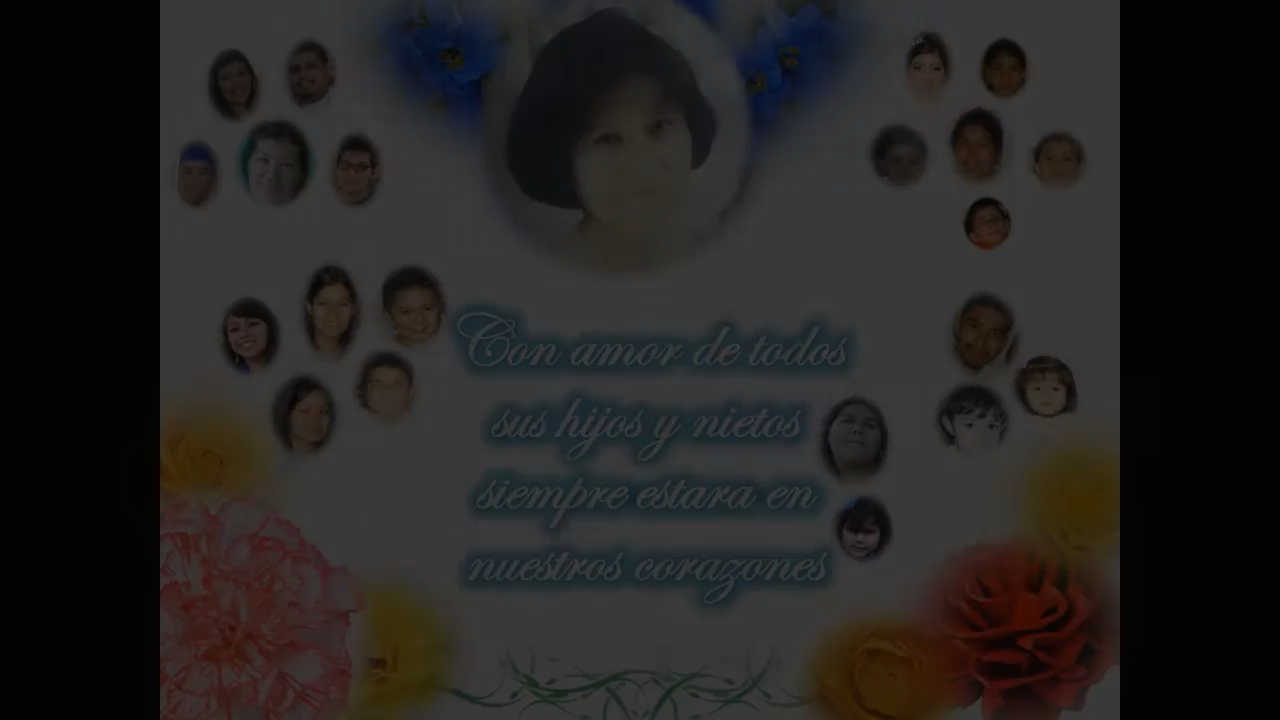 Con amor de todos
sus hijos y nietos
siempre estara en
nuestros corazones